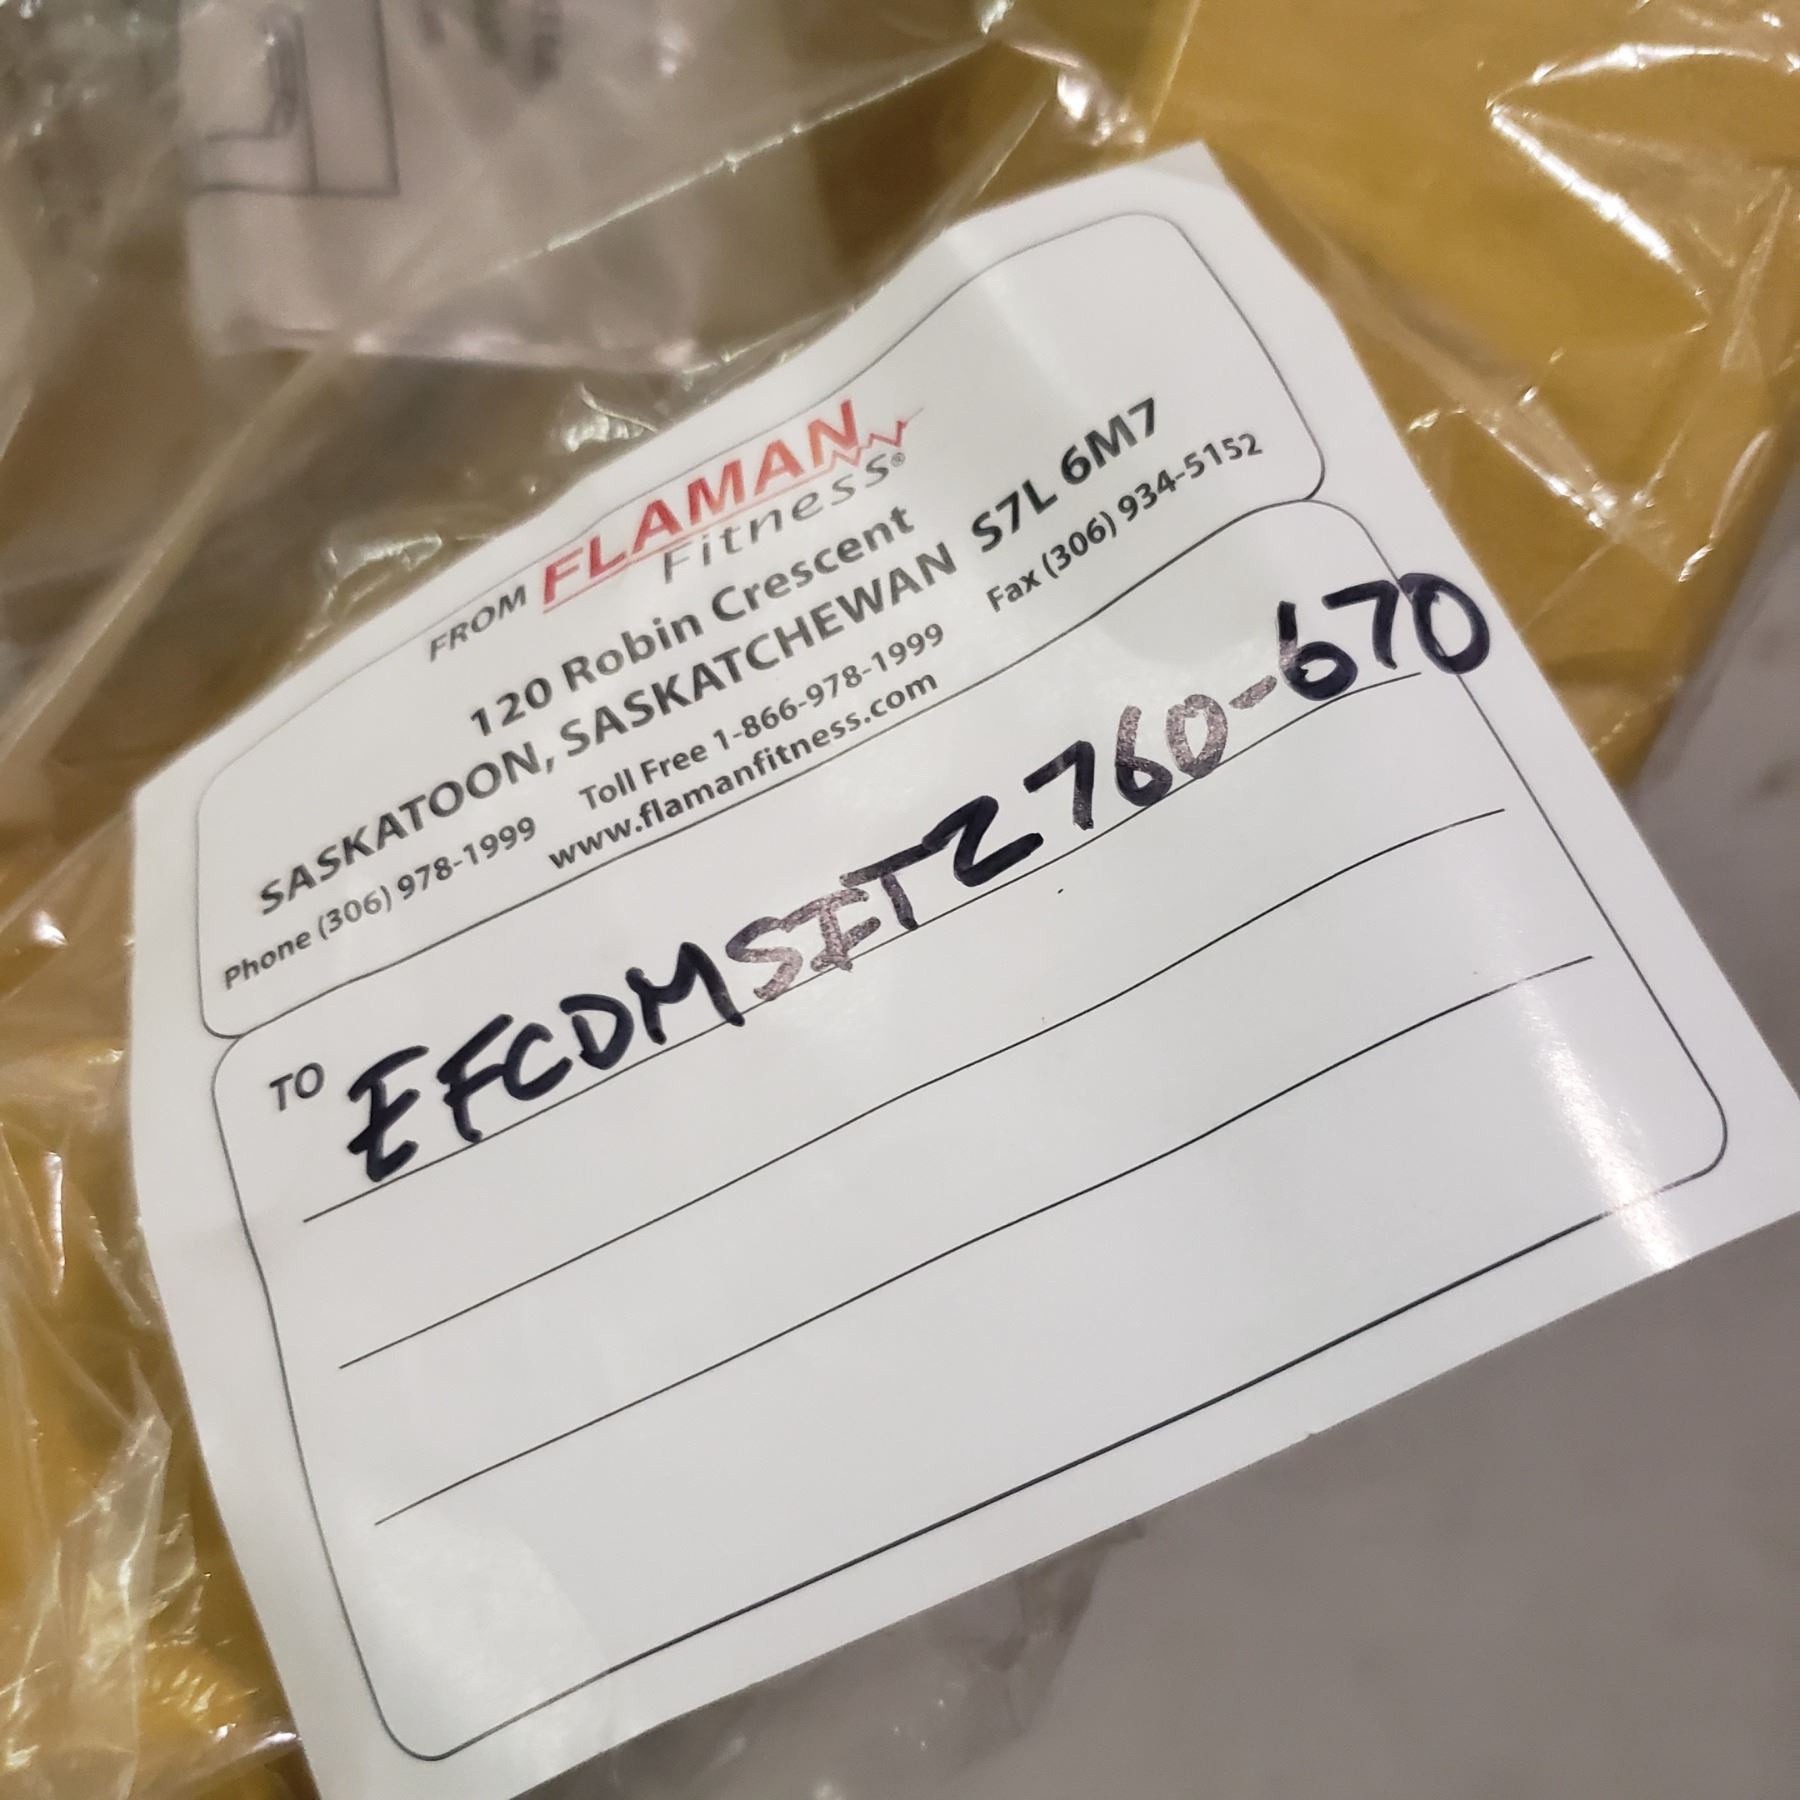 FROM FLAMAN
Fitness®
120 Robin Crescent
SASKATOON, SASKATCHEWAN S7L 6M7
Phone (306) 978-1999 Toll Free 1-866-978-1999 Fax (306) 934-5152
www.flamanfitness.com
TO EFCDMSITZ760-670